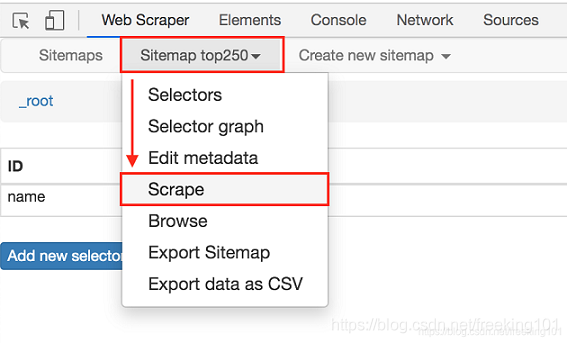 Web Scraper Elements Console Network Sources
Sitemaps Sitemap top250 Create new sitemap
_root
Selectors
Selector graph
Edit metadata
ID
Scrape
name
Browse
Export Sitemap
Add new selector
Export data as CSV
https://blog.csdn.net/freeking101